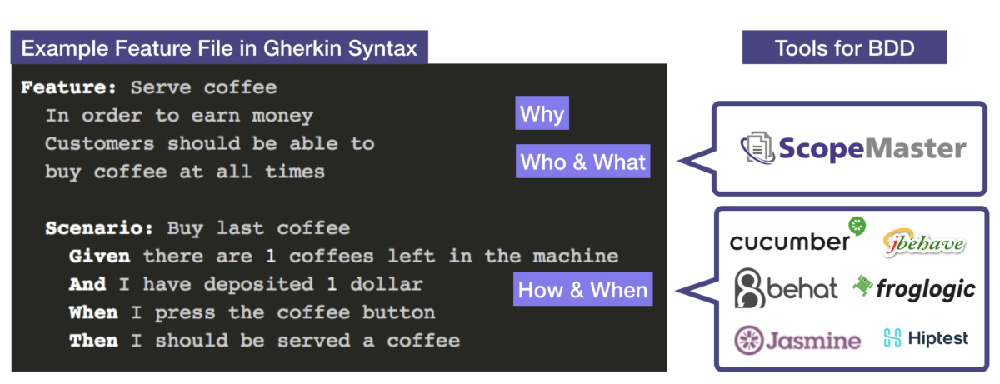 Example Feature File in Gherkin Syntax
Tools for BDD
Feature: Serve coffee
In order to earn money
Customers should be able to
buy coffee at all times
Why
Who & What
ScopeMaster
Scenario: Buy last coffee
Given there are 1 coffees left in the machine
And I have deposited 1 dollar
When I press the coffee button
Then I should be served a coffee
How & When
cucumber
jbehave
behat
froglogic
Jasmine
Hiptest